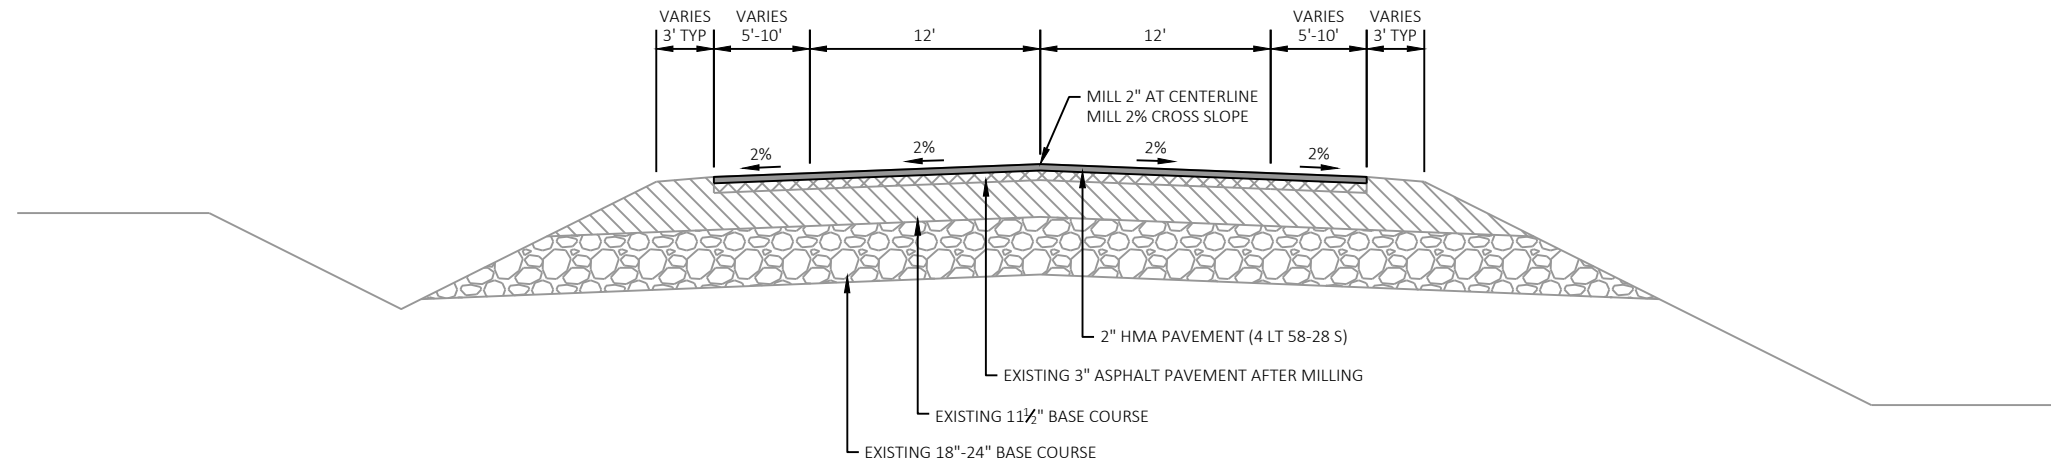 VARIES
3' TYP
VARIES
5'-10'
12'
12'
VARIES
5'-10'
VARIES
3' TYP
MILL 2" AT CENTERLINE
MILL 2% CROSS SLOPE
2%
2%
2%
2%
2" HMA PAVEMENT (4 LT 58-28 S)
EXISTING 3" ASPHALT PAVEMENT AFTER MILLING
EXISTING 11½" BASE COURSE
EXISTING 18"-24" BASE COURSE